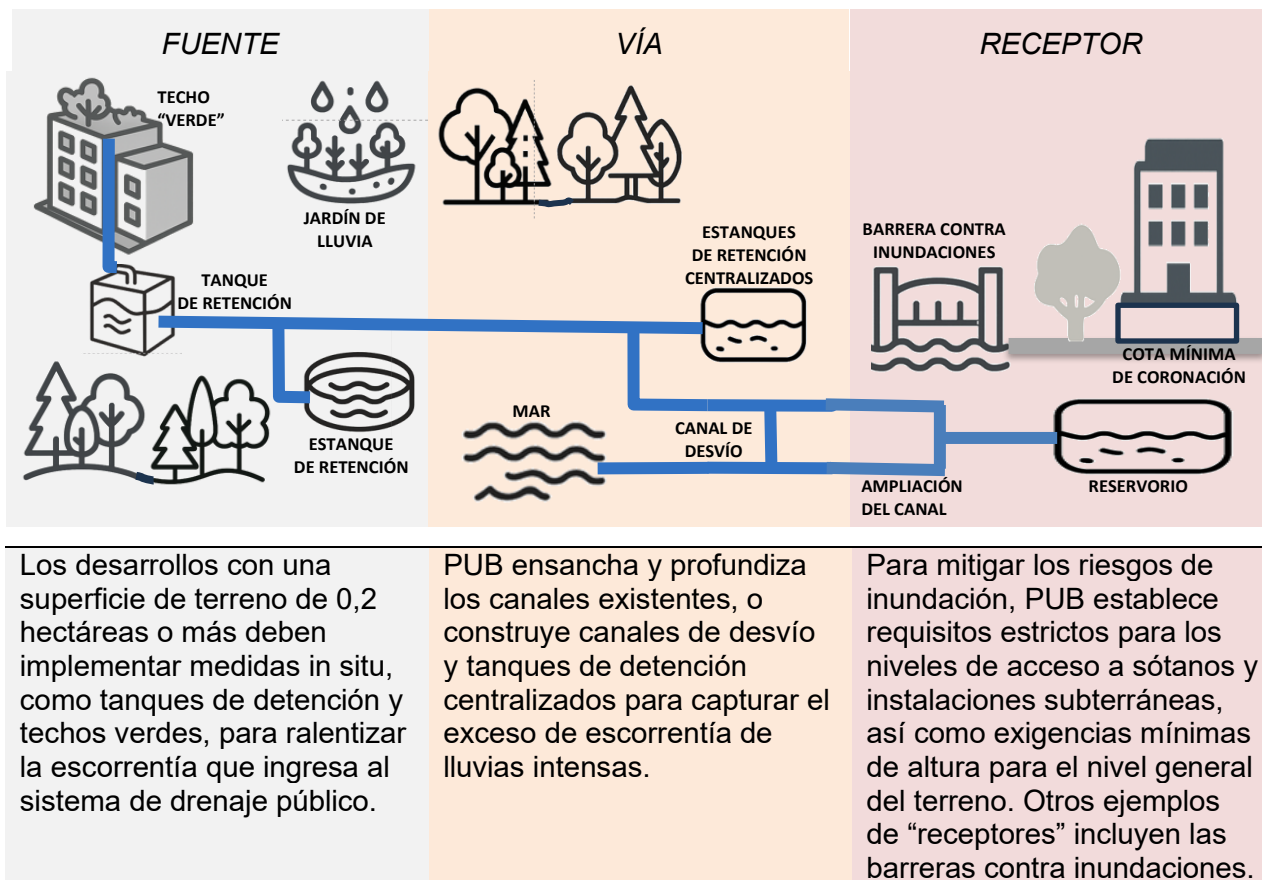 FUENTE
VÍA
RECEPTOR
TECHO
“VERDE”
JARDÍN DE
LLUVIA
TANQUE
DE RETENCIÓN
ESTANQUE
DE RETENCIÓN
ESTANQUES
DE RETENCIÓN
CENTRALIZADOS
MAR
CANAL DE
DESVÍO
BARRERA CONTRA
INUNDACIONES
COTA MÍNIMA
DE CORONACIÓN
AMPLIACIÓN
DEL CANAL
RESERVORIO
Los desarrollos con una
superficie de terreno de 0,2
hectáreas o más deben
implementar medidas in situ,
como tanques de detención y
techos verdes, para ralentizar
la escorrentía que ingresa al
sistema de drenaje público.
PUB ensancha y profundiza
los canales existentes, o
construye canales de desvío
y tanques de detención
centralizados para capturar el
exceso de escorrentía de
lluvias intensas.
Para mitigar los riesgos de
inundación, PUB establece
requisitos estrictos para los
niveles de acceso a sótanos y
instalaciones subterráneas,
así como exigencias mínimas
de altura para el nivel general
del terreno. Otros ejemplos
de “receptores” incluyen las
barreras contra inundaciones.